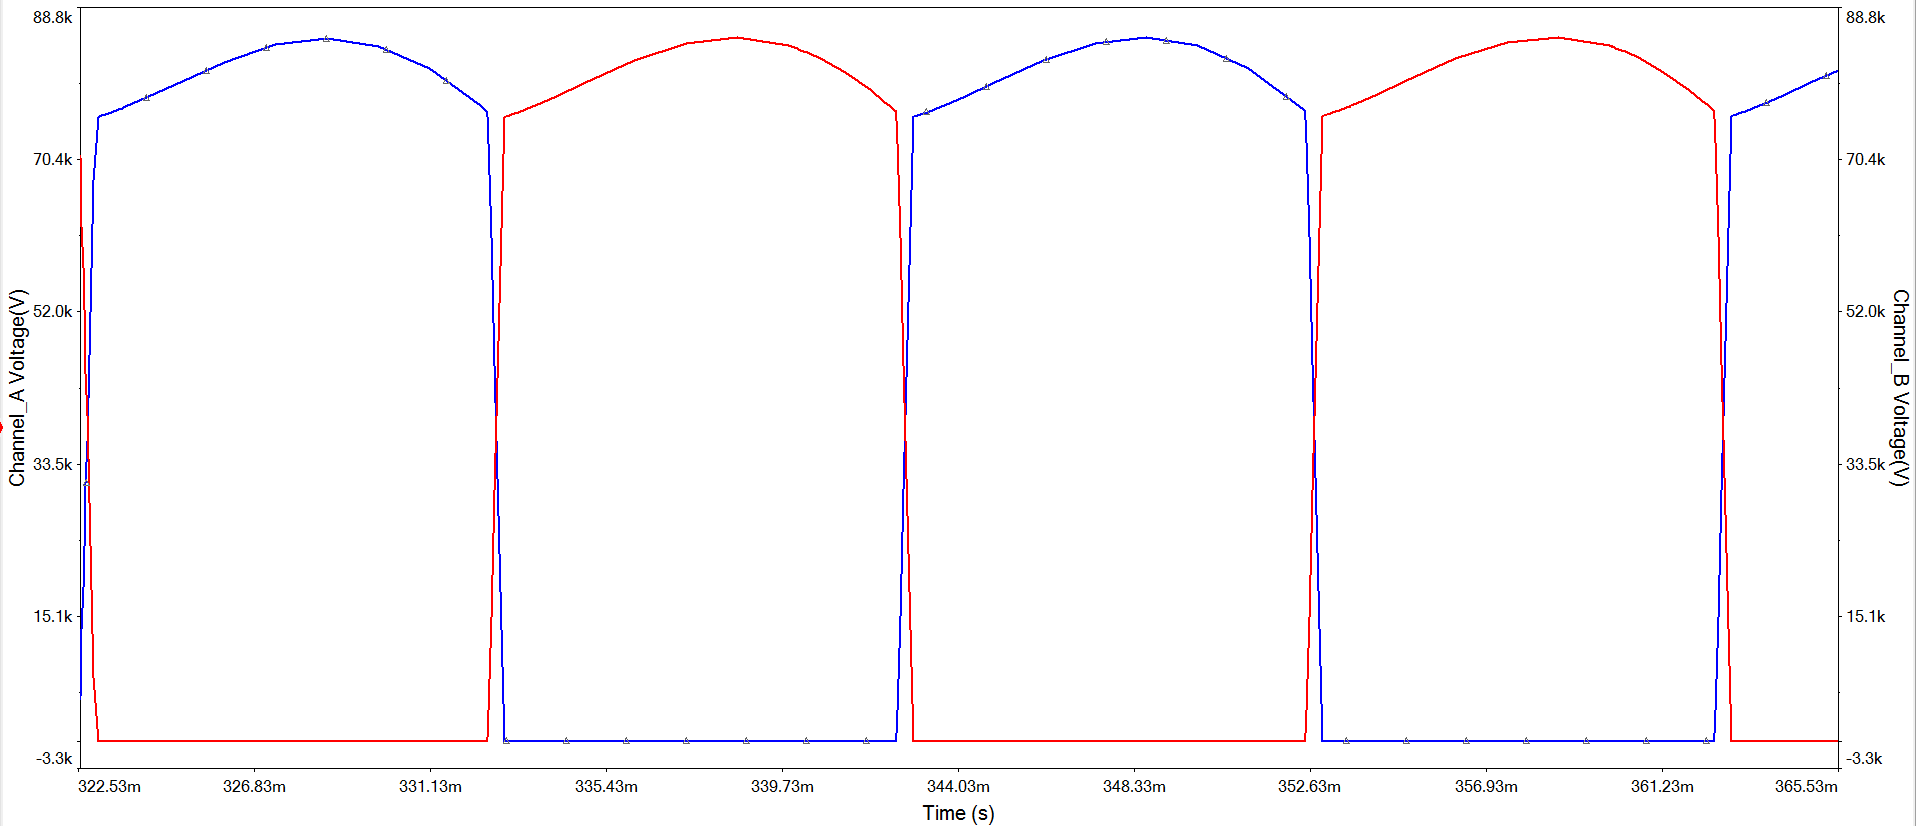 88.8k
70.4k
52.0k
33.5k
15.1k
-3.3k
Channel_A Voltage(V)
88.8k
70.4k
52.0k
33.5k
15.1k
-3.3k
Channel_B Voltage(V)
322.53m 326.83m 331.13m 335.43m 339.73m 344.03m 348.33m 352.63m 356.93m 361.23m 365.53m
Time (s)